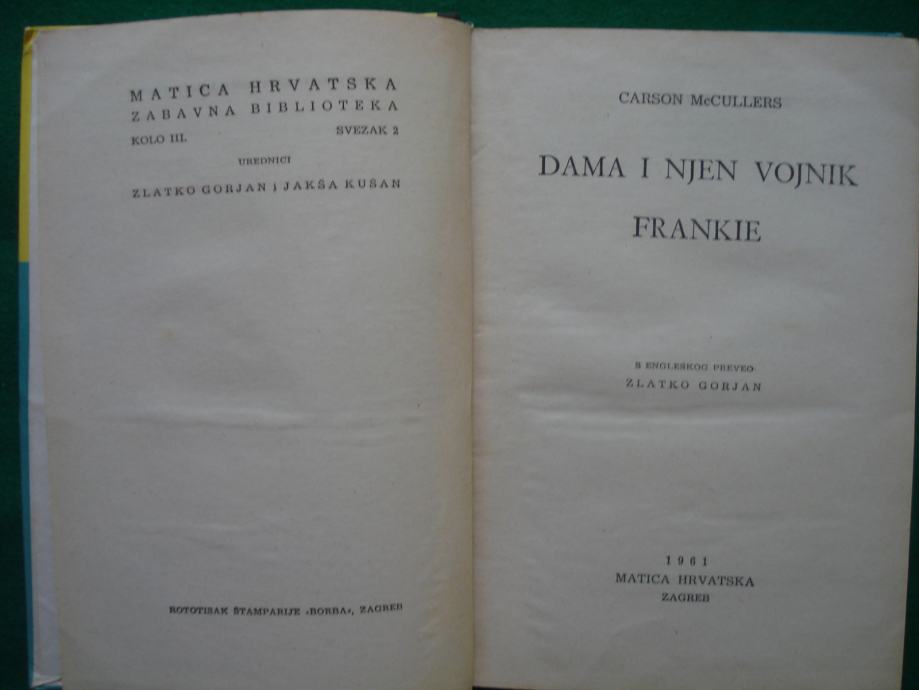 MATICA HRVATSKA
ZABAVNA BIBLIOTEKA
KOLO III. SVEZAK 2
UREDNICI
ZLATKO GORJAN i JAKŠA KUŠAN
ROTOTISAK ŠTAMPARIJE »BORBA«, ZAGREB
CARSON McCULLERS
DAMA I NJEN VOJNIK
FRANKIE
S ENGLESKOG PREVEO
ZLATKO GORJAN
1961
MATICA HRVATSKA
ZAGREB